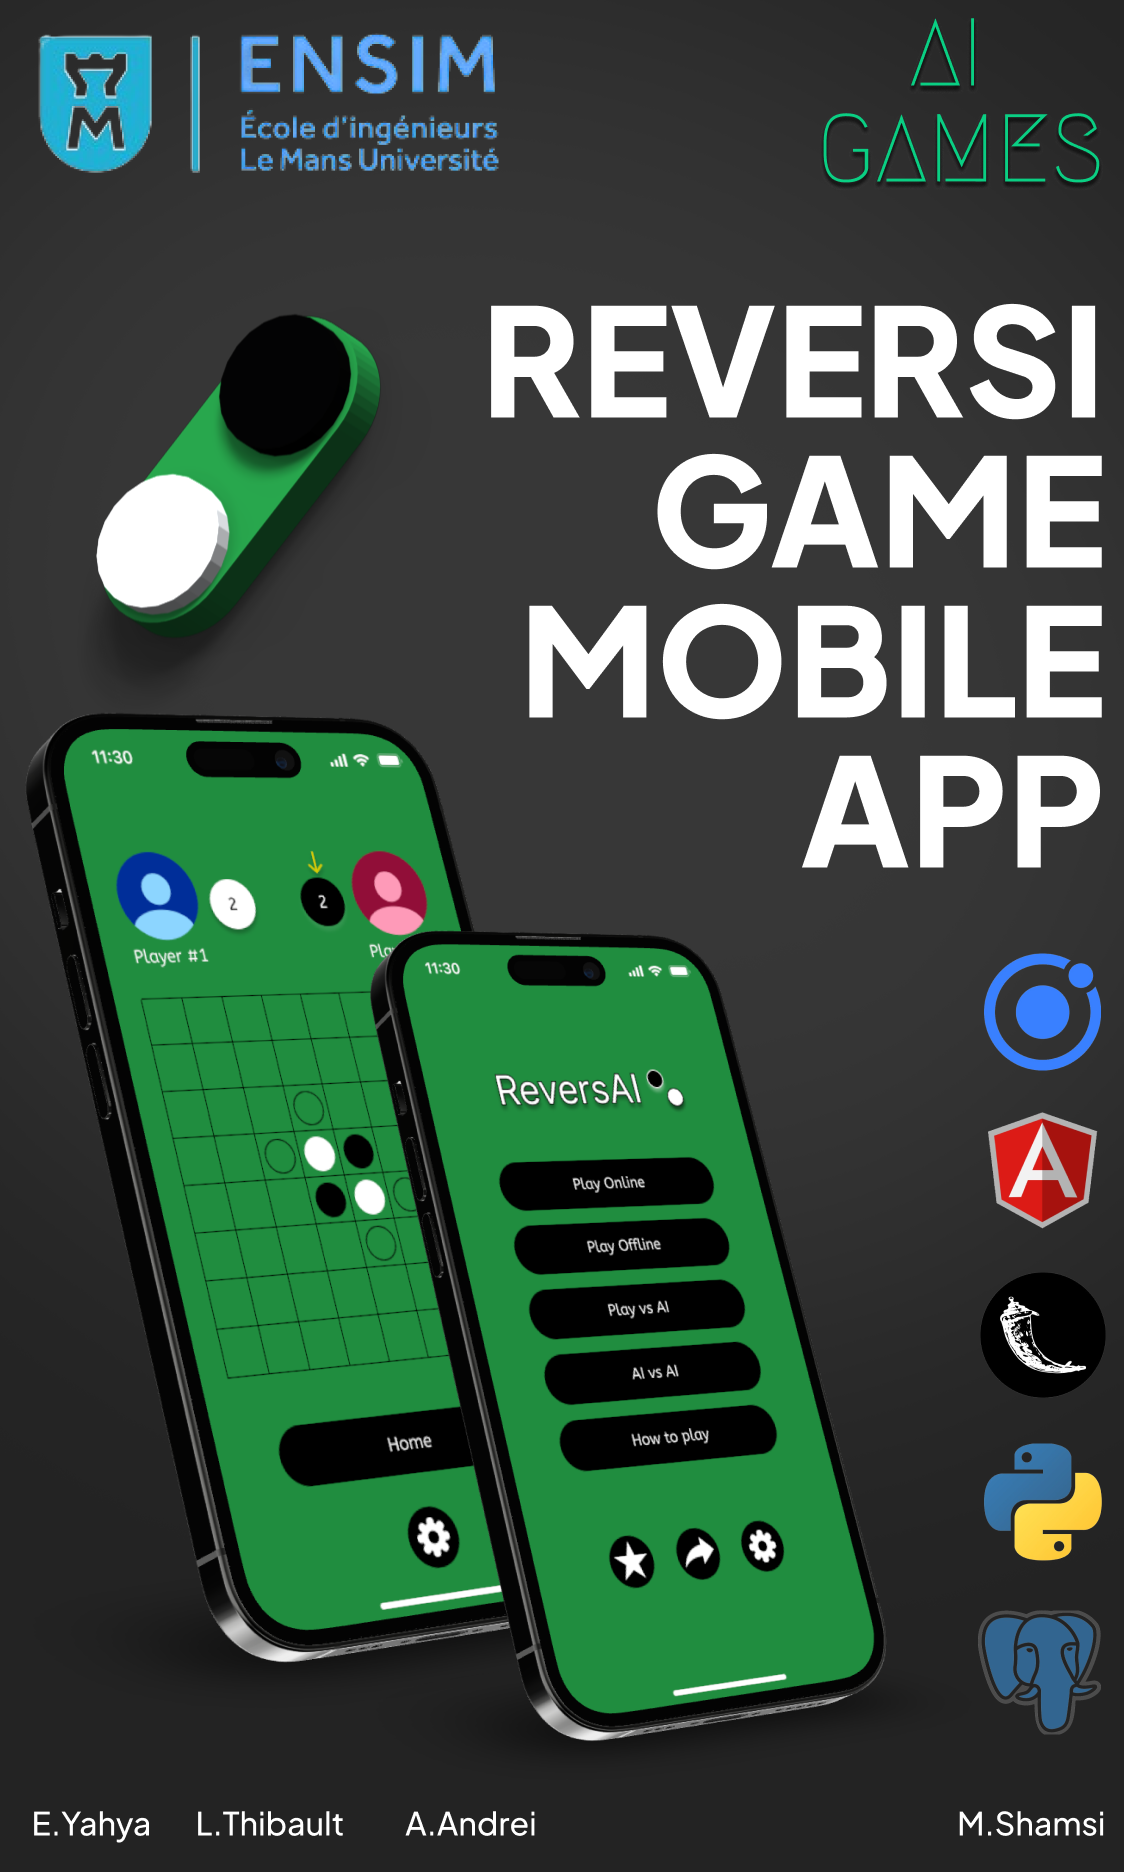 ENSIM
École d'ingénieurs
Le Mans Université
AI
GAMES
REVERSI
GAME
MOBILE
APP
11:30
2
2
Player #1
Home
11:30
ReversAI
Play Online
Play Offline
Play vs AI
AI vs AI
How to play
E.Yahya L.Thibault A.Andrei M.Shamsi